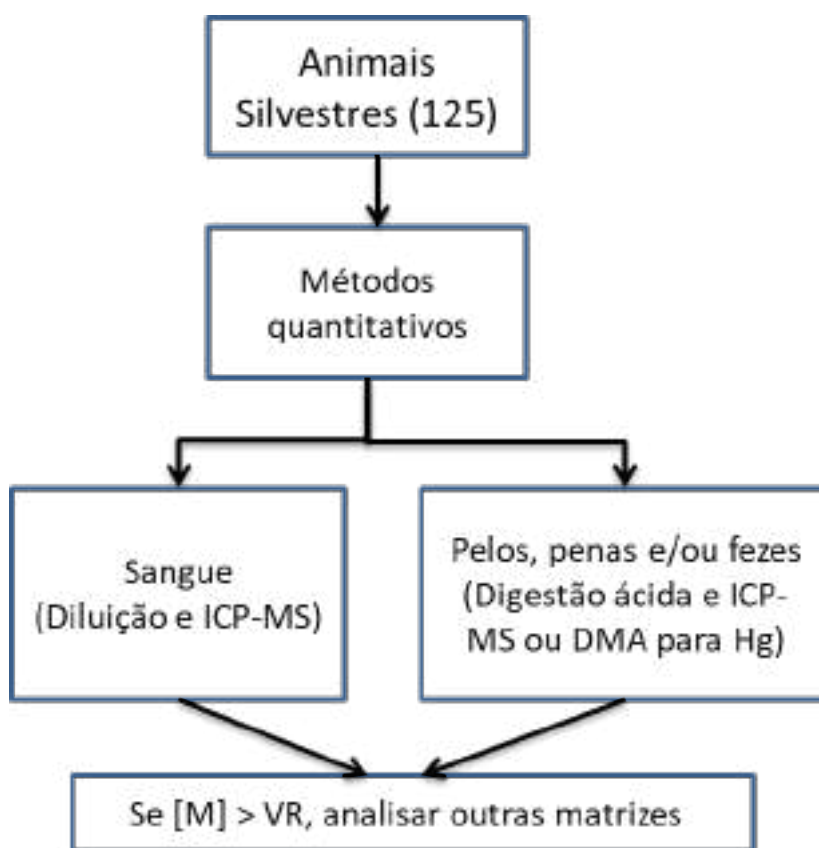 Animais
Silvestres (125)
Métodos
quantitativos
Sangue
(Diluição e ICP-MS)
Pelos, penas e/ou fezes
(Digestão ácida e ICP-
MS ou DMA para Hg)
Se [M] > VR, analisar outras matrizes